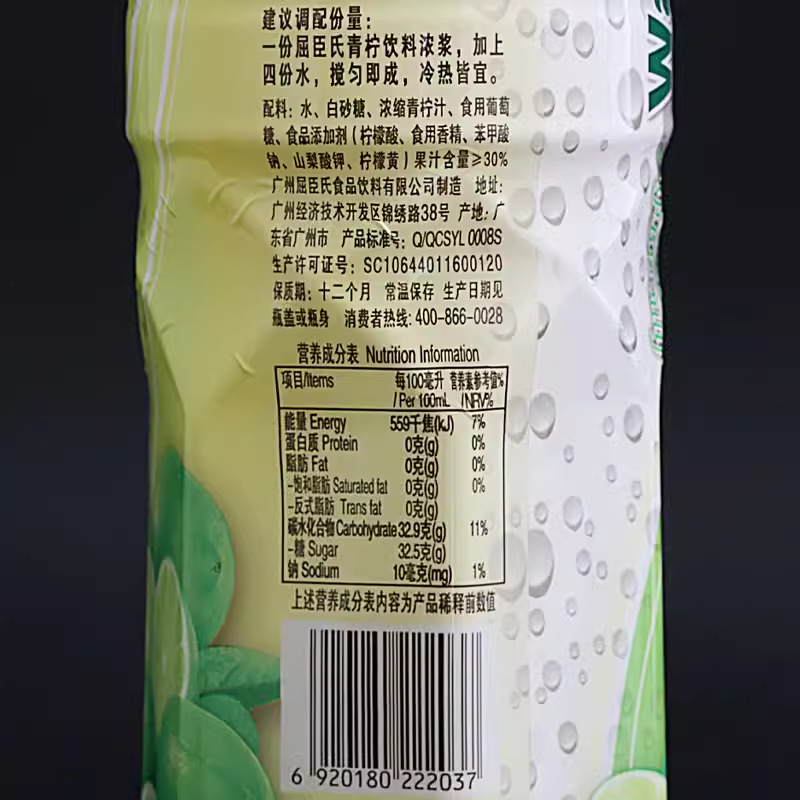 建议调配份量：
一份屈臣氏青柠饮料浓浆，加上
四份水，搅匀即成，冷热皆宜。
配料：水、白砂糖、浓缩青柠汁、食用葡萄
糖、食品添加剂（柠檬酸、食用香精、苯甲酸
钠、山梨酸钾、柠檬黄）果汁含量≥30%
广州屈臣氏食品饮料有限公司制造 地址：
广州经济技术开发区锦绣路38号 产地：广
东省广州市 产品标准号：Q/QCSYL 0008S
生产许可证号：SC10644011600120
保质期：十二个月 常温保存 生产日期见
瓶盖或瓶身 消费者热线：400-866-0028
营养成分表 Nutrition Information
项目/Items 每100毫升 营养素参考值%
/ Per 100mL /NRV%
能量 Energy 559千焦(kJ) 7%
蛋白质 Protein 0克(g) 0%
脂肪 Fat 0克(g) 0%
-饱和脂肪 Saturated fat 0克(g) 0%
-反式脂肪 Trans fat 0克(g)
碳水化合物 Carbohydrate 32.9克(g) 11%
-糖 Sugar 32.5克(g)
钠 Sodium 10毫克(mg) 1%
上述营养成分表内容为产品稀释前数值
6 920180 222037